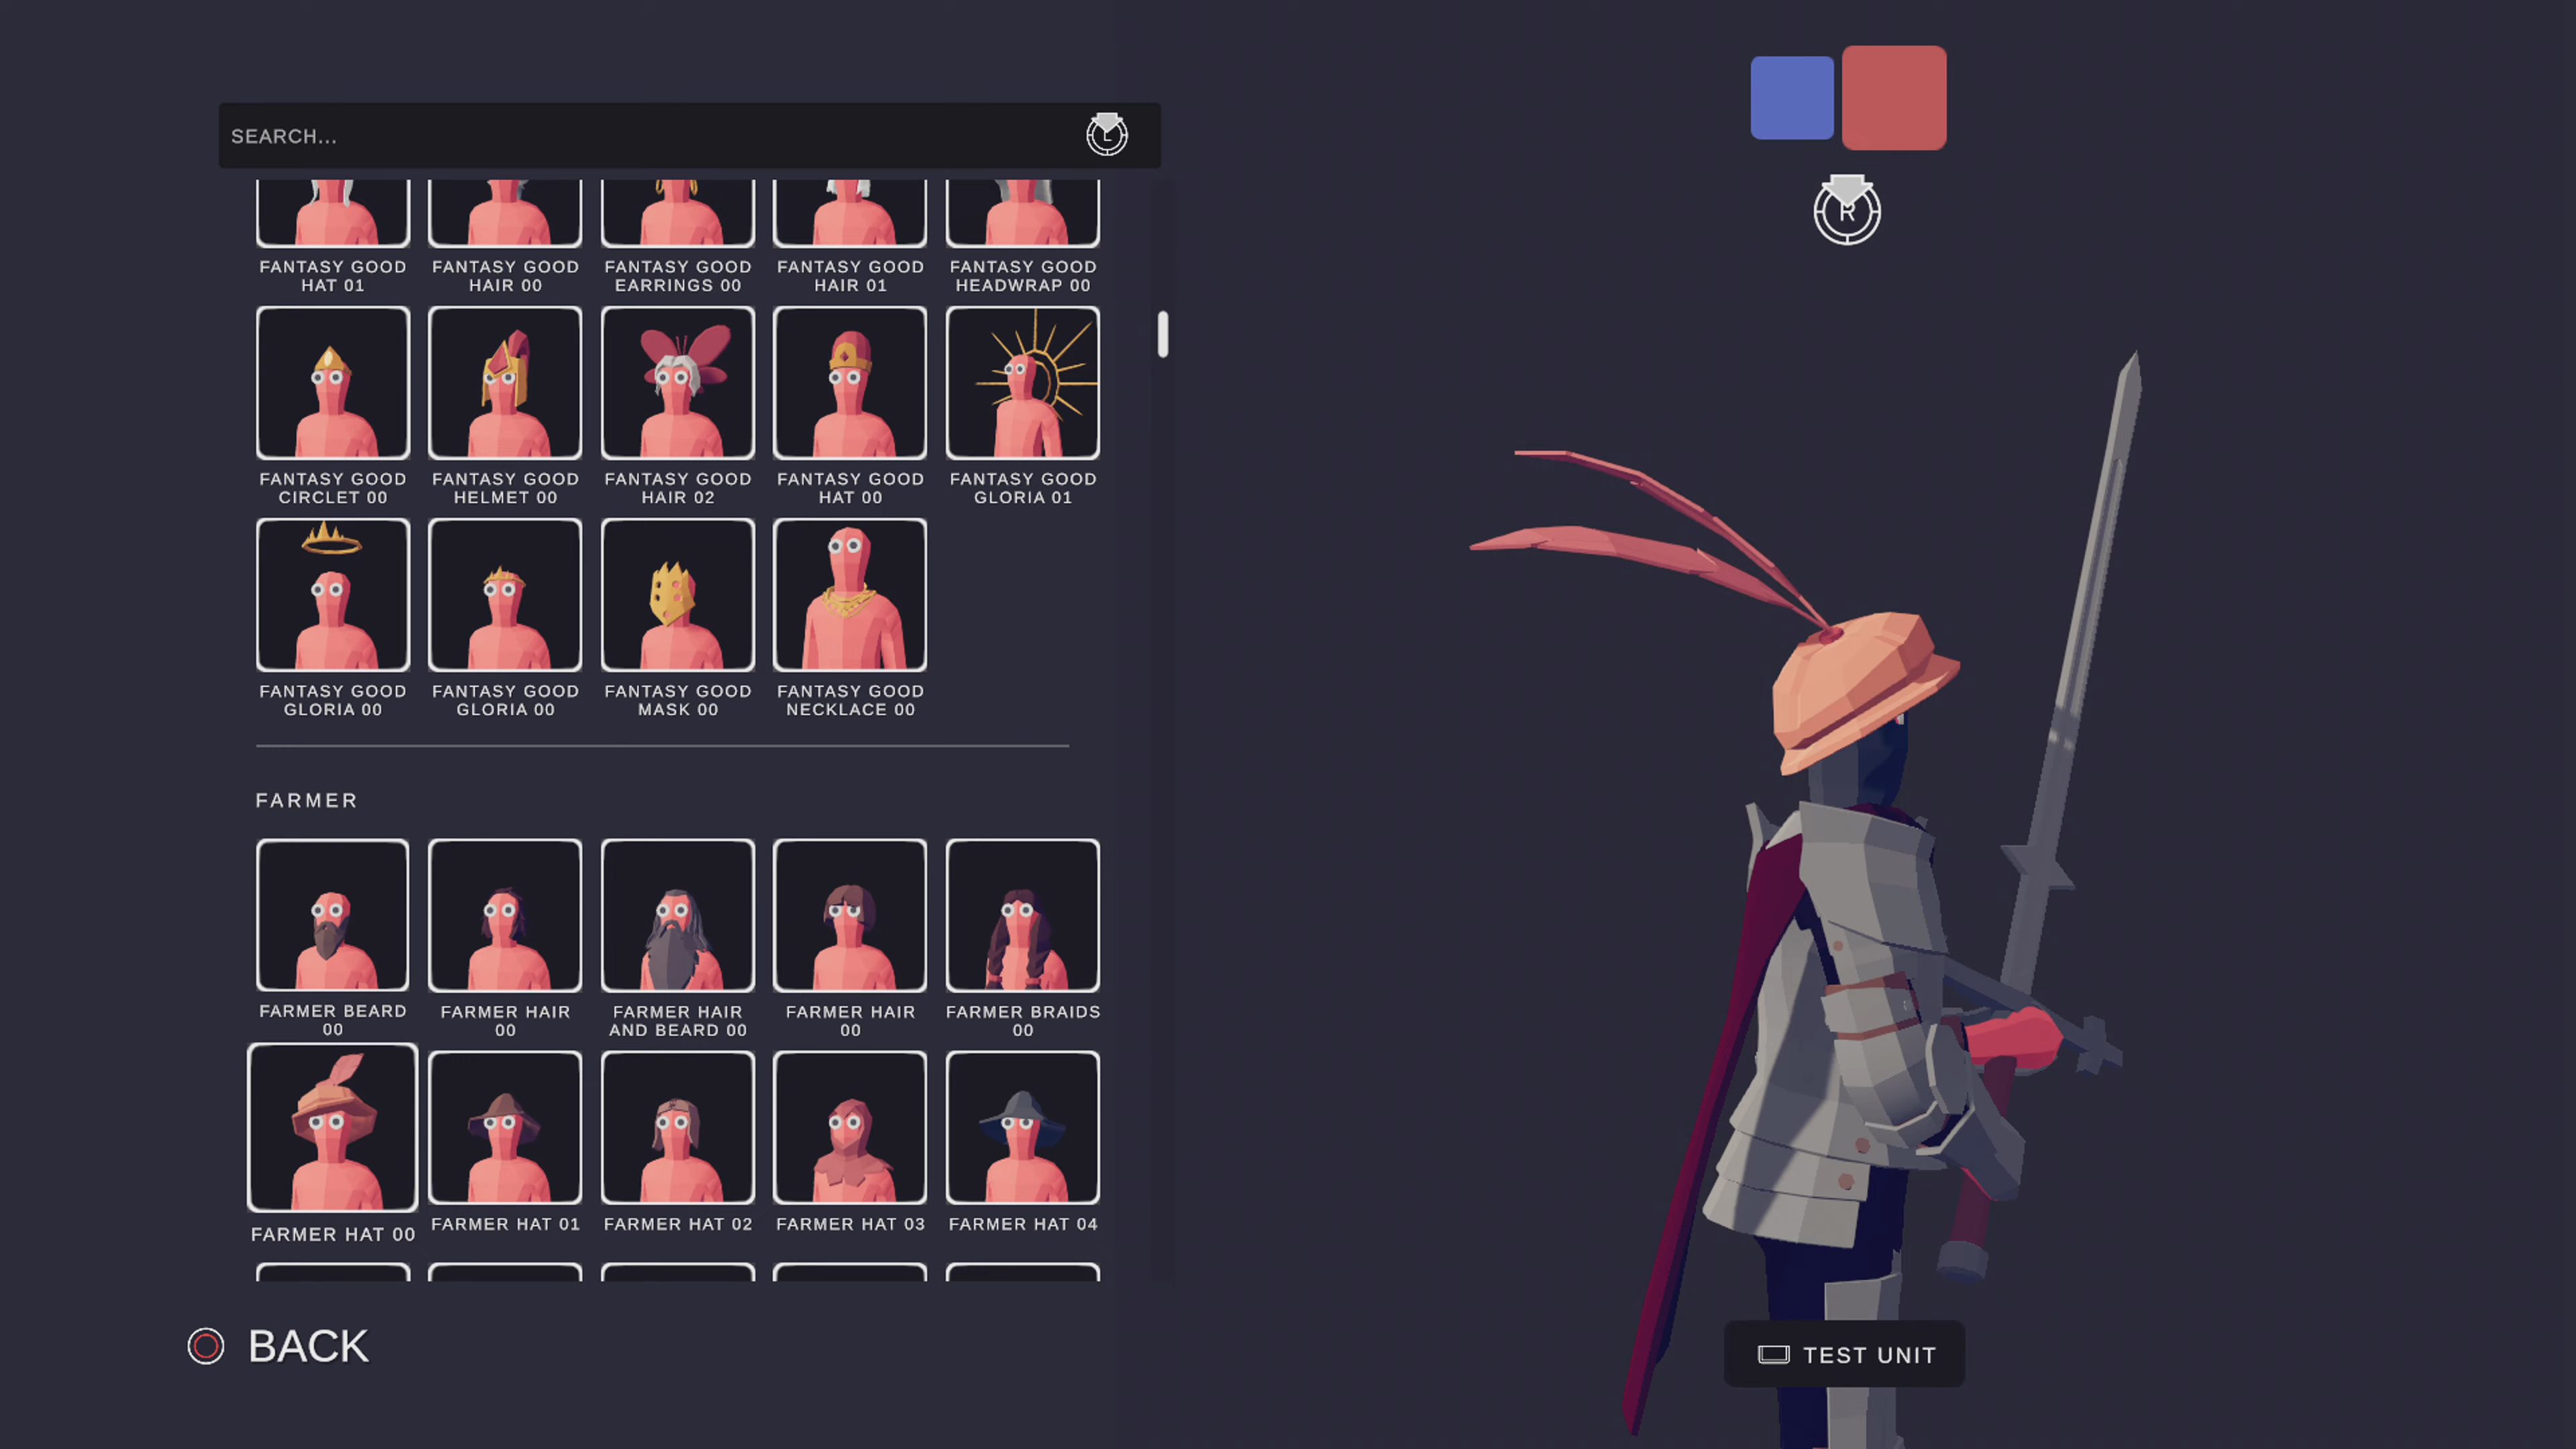 SEARCH...
L
R
FANTASY GOOD
HAT 01
FANTASY GOOD
HAIR 00
FANTASY GOOD
EARRINGS 00
FANTASY GOOD
HAIR 01
FANTASY GOOD
HEADWRAP 00
FANTASY GOOD
CIRCLET 00
FANTASY GOOD
HELMET 00
FANTASY GOOD
HAIR 02
FANTASY GOOD
HAT 00
FANTASY GOOD
GLORIA 01
FANTASY GOOD
GLORIA 00
FANTASY GOOD
GLORIA 00
FANTASY GOOD
MASK 00
FANTASY GOOD
NECKLACE 00
FARMER
FARMER BEARD
00
FARMER HAIR
00
FARMER HAIR
AND BEARD 00
FARMER HAIR
00
FARMER BRAIDS
00
FARMER HAT 00
FARMER HAT 01
FARMER HAT 02
FARMER HAT 03
FARMER HAT 04
BACK
TEST UNIT